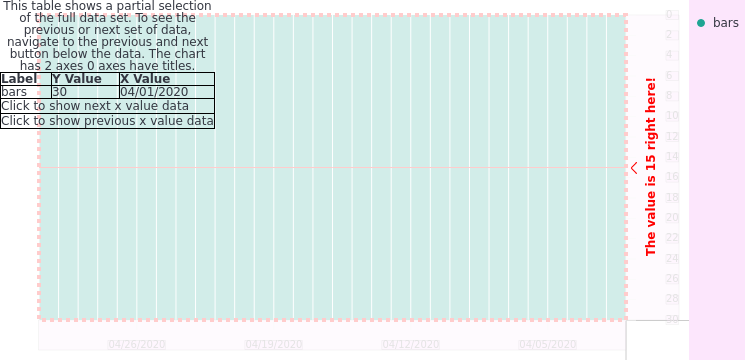 This table shows a partial selection
of the full data set. To see the
previous or next set of data,
navigate to the previous and next
button below the data. The chart
has 2 axes 0 axes have titles.
Label Y Value X Value
bars 30 04/01/2020
Click to show next x value data
Click to show previous x value data
The value is 15 right here!
0
2
4
6
8
10
12
14
16
18
20
22
24
26
28
30
04/26/2020 04/19/2020 04/12/2020 04/05/2020
bars